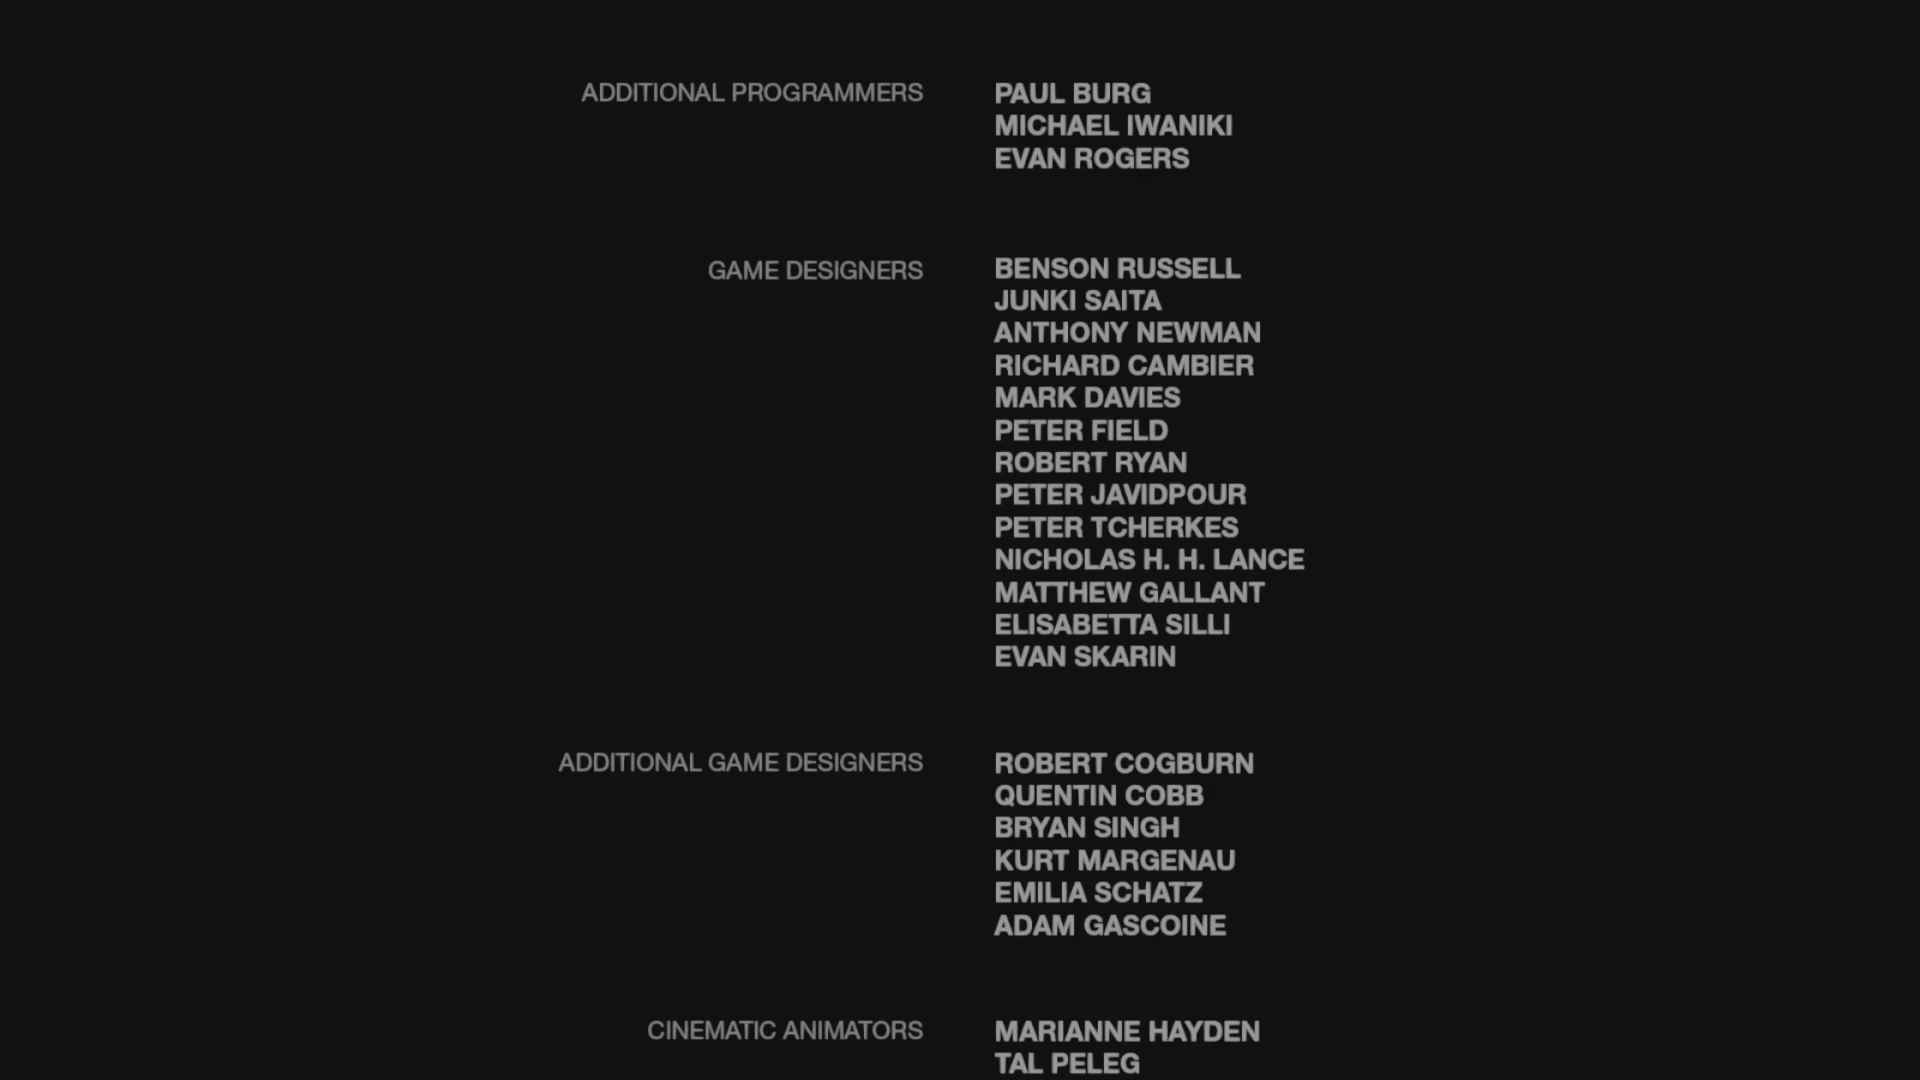 ADDITIONAL PROGRAMMERS PAUL BURG
MICHAEL IWANIKI
EVAN ROGERS
GAME DESIGNERS BENSON RUSSELL
JUNKI SAITA
ANTHONY NEWMAN
RICHARD CAMBIER
MARK DAVIES
PETER FIELD
ROBERT RYAN
PETER JAVIDPOUR
PETER TCHERKES
NICHOLAS H. H. LANCE
MATTHEW GALLANT
ELISABETTA SILLI
EVAN SKARIN
ADDITIONAL GAME DESIGNERS ROBERT COGBURN
QUENTIN COBB
BRYAN SINGH
KURT MARGENAU
EMILIA SCHATZ
ADAM GASCOINE
CINEMATIC ANIMATORS MARIANNE HAYDEN
TAL PELEG